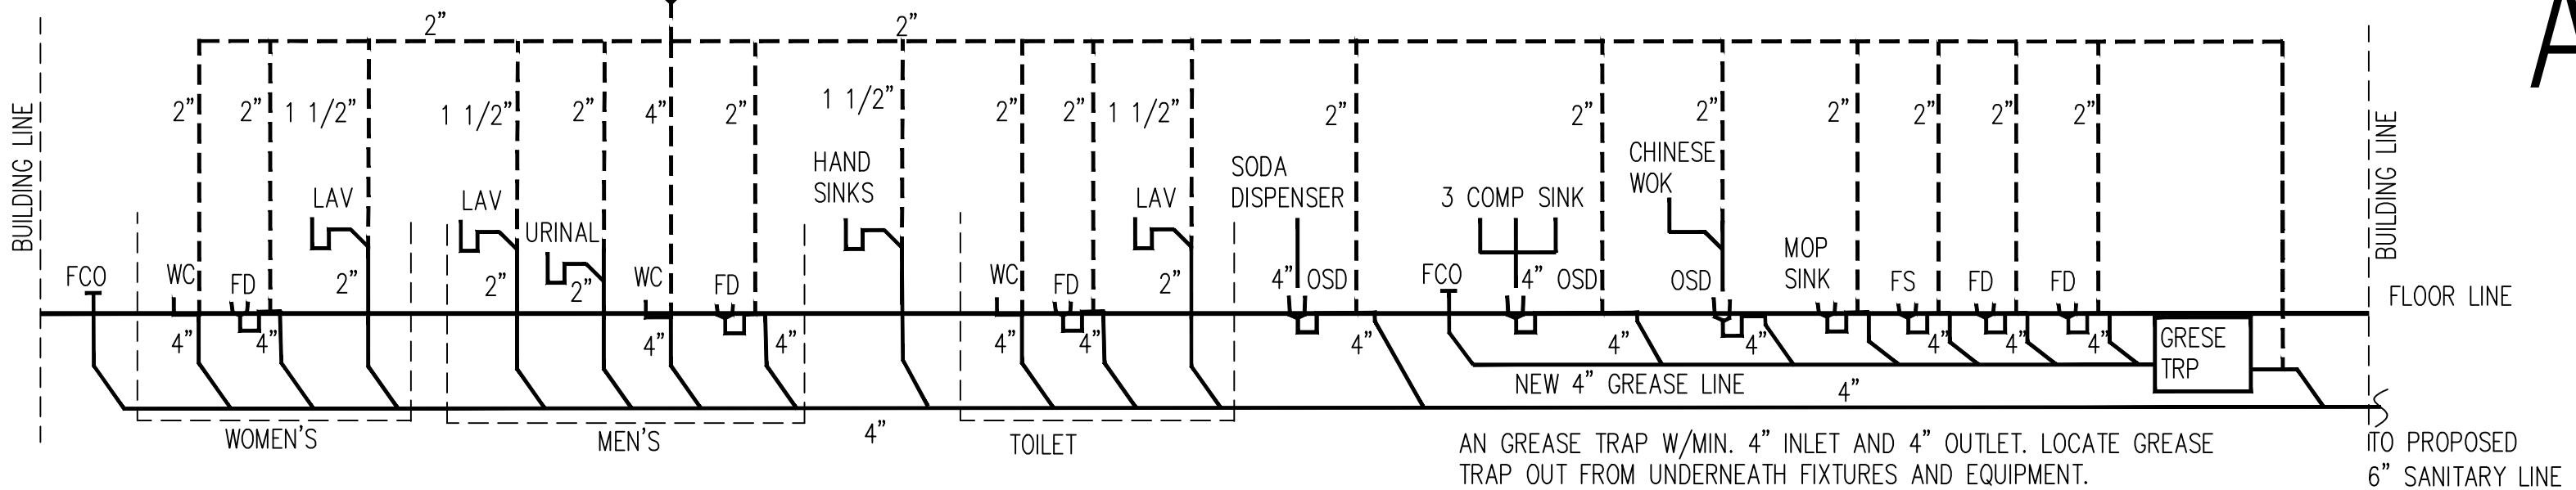 2"
2"
A
BUILDING LINE
2"
2"
1 1/2"
1 1/2"
2"
4"
2"
1 1/2"
2"
2"
1 1/2"
2"
2"
2"
2"
2"
2"
2"
BUILDING LINE
HAND
SINKS
SODA
DISPENSER
CHINESE
WOK
LAV
LAV
URINAL
LAV
3 COMP SINK
MOP
SINK
FCO
WC
FD
2"
2"
2"
WC
FD
WC
FD
2"
4" OSD
FCO
4" OSD
OSD
FS
FD
FD
FLOOR LINE
4"
4"
4"
4"
4"
4"
4"
4"
4"
4"
4"
4"
GRESE
TRP
NEW 4" GREASE LINE
4"
WOMEN'S
MEN'S
4"
TOILET
AN GREASE TRAP W/MIN. 4" INLET AND 4" OUTLET. LOCATE GREASE
TRAP OUT FROM UNDERNEATH FIXTURES AND EQUIPMENT.
TO PROPOSED
6" SANITARY LINE